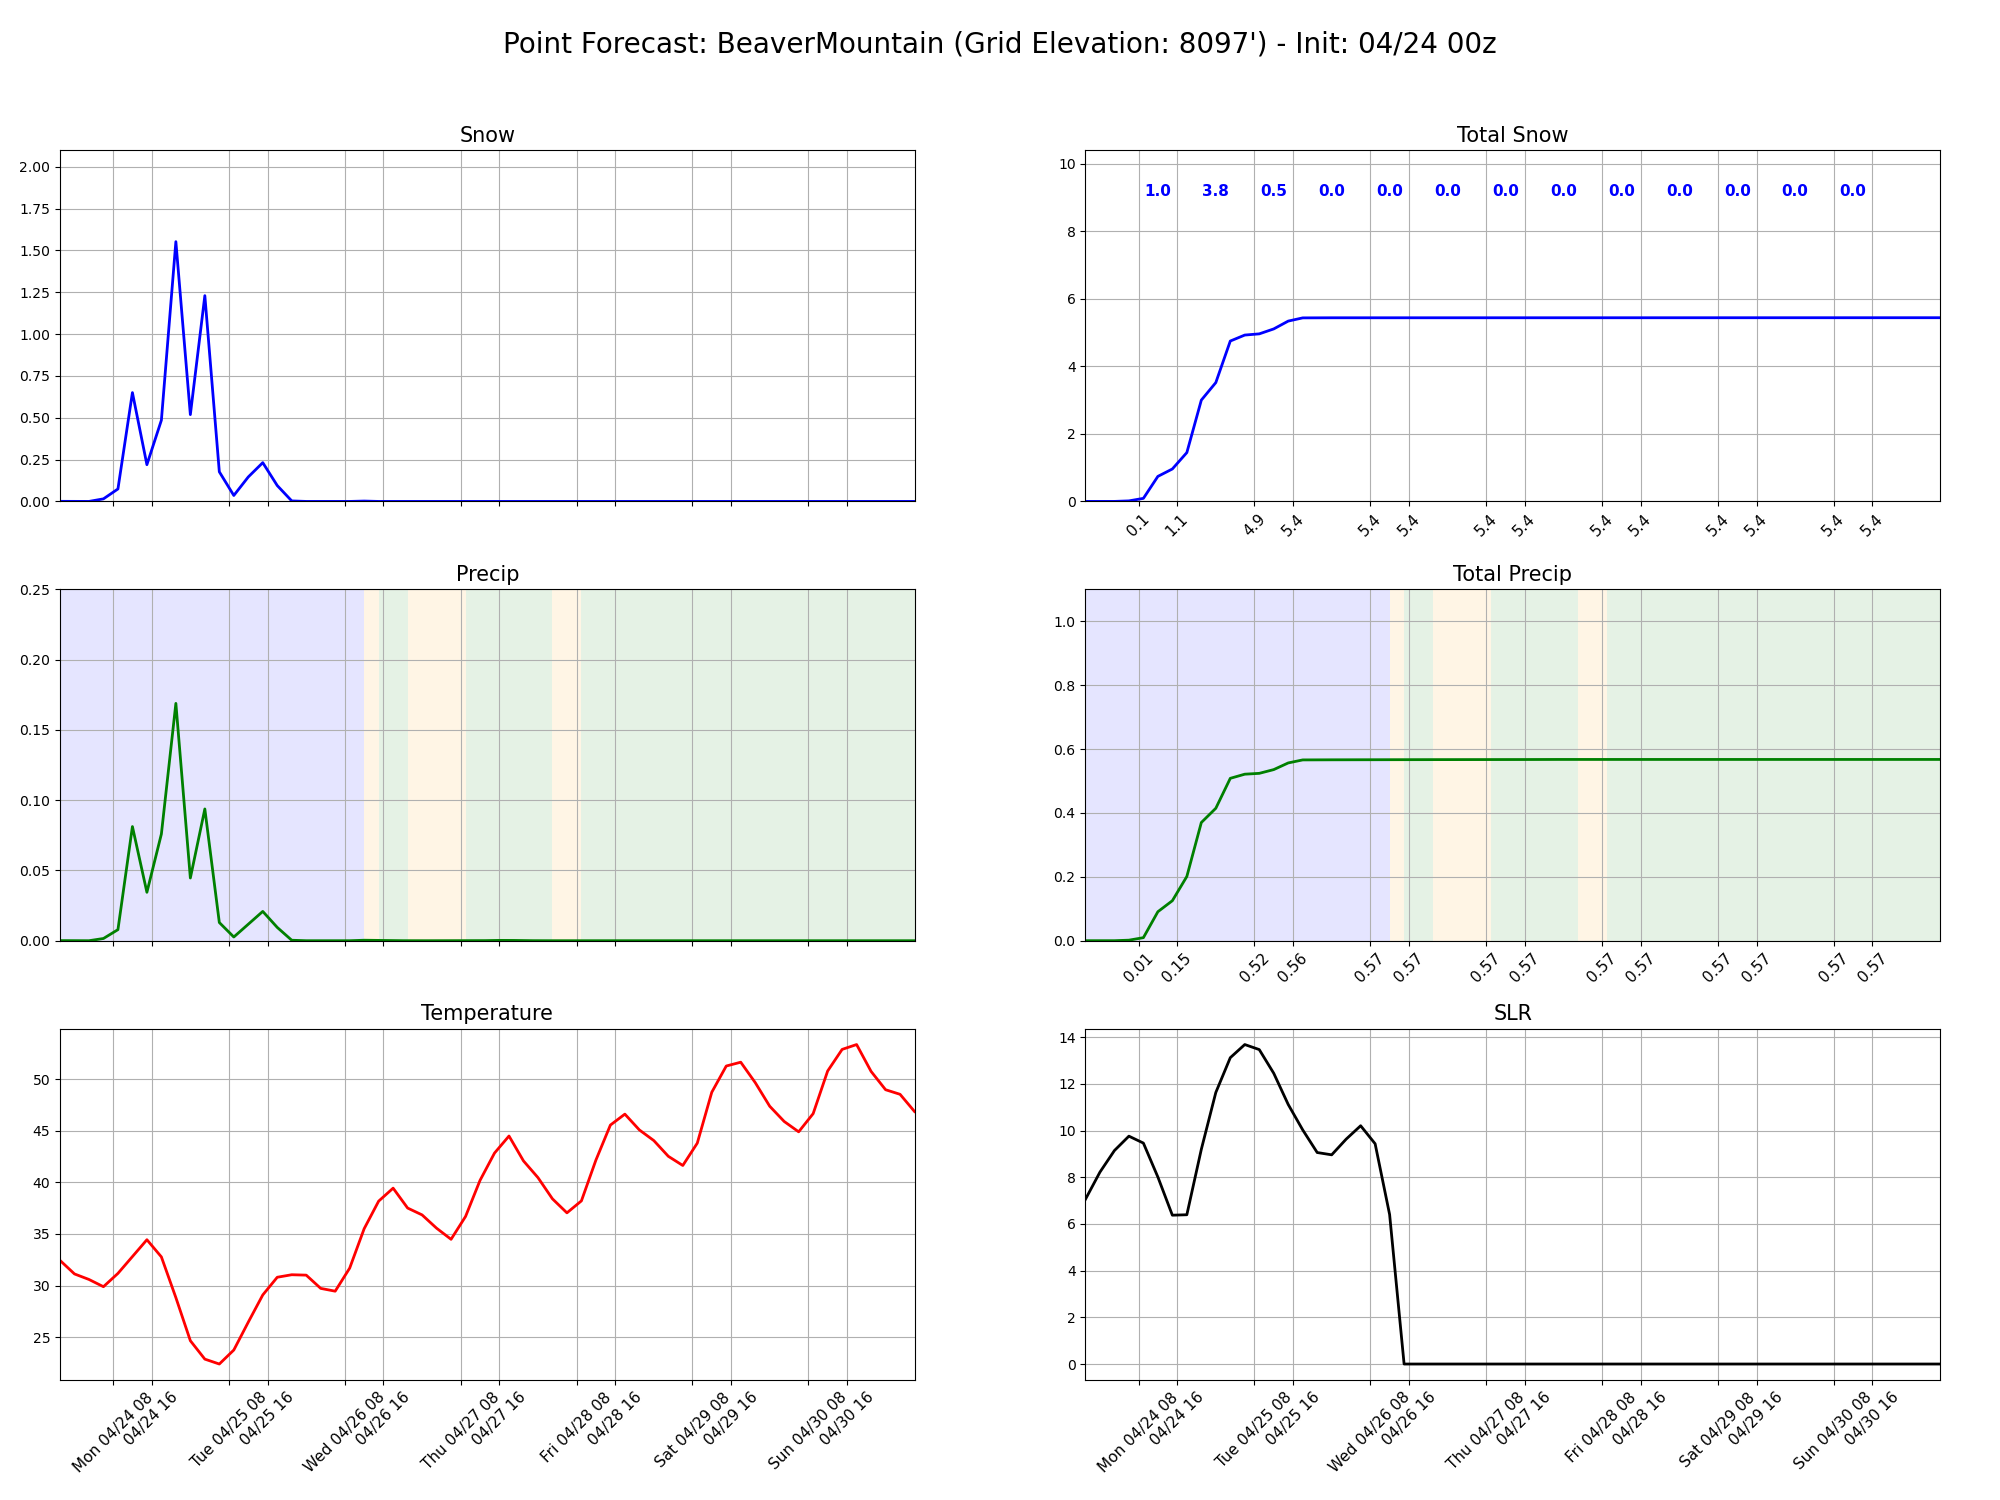 Point Forecast: BeaverMountain (Grid Elevation: 8097') - Init: 04/24 00z
Snow
2.00
1.75
1.50
1.25
1.00
0.75
0.50
0.25
0.00
Total Snow
10
8
6
4
2
0
1.0 3.8 0.5 0.0 0.0 0.0 0.0 0.0 0.0 0.0 0.0 0.0 0.0
0.1 1.1 4.9 5.4 5.4 5.4 5.4 5.4 5.4 5.4 5.4 5.4 5.4 5.4
Precip
0.25
0.20
0.15
0.10
0.05
0.00
Total Precip
1.0
0.8
0.6
0.4
0.2
0.0
0.01 0.15 0.52 0.56 0.57 0.57 0.57 0.57 0.57 0.57 0.57 0.57 0.57 0.57
Temperature
50
45
40
35
30
25
Mon 04/24 08
04/24 16
Tue 04/25 08
04/25 16
Wed 04/26 08
04/26 16
Thu 04/27 08
04/27 16
Fri 04/28 08
04/28 16
Sat 04/29 08
04/29 16
Sun 04/30 08
04/30 16
SLR
14
12
10
8
6
4
2
0
Mon 04/24 08
04/24 16
Tue 04/25 08
04/25 16
Wed 04/26 08
04/26 16
Thu 04/27 08
04/27 16
Fri 04/28 08
04/28 16
Sat 04/29 08
04/29 16
Sun 04/30 08
04/30 16